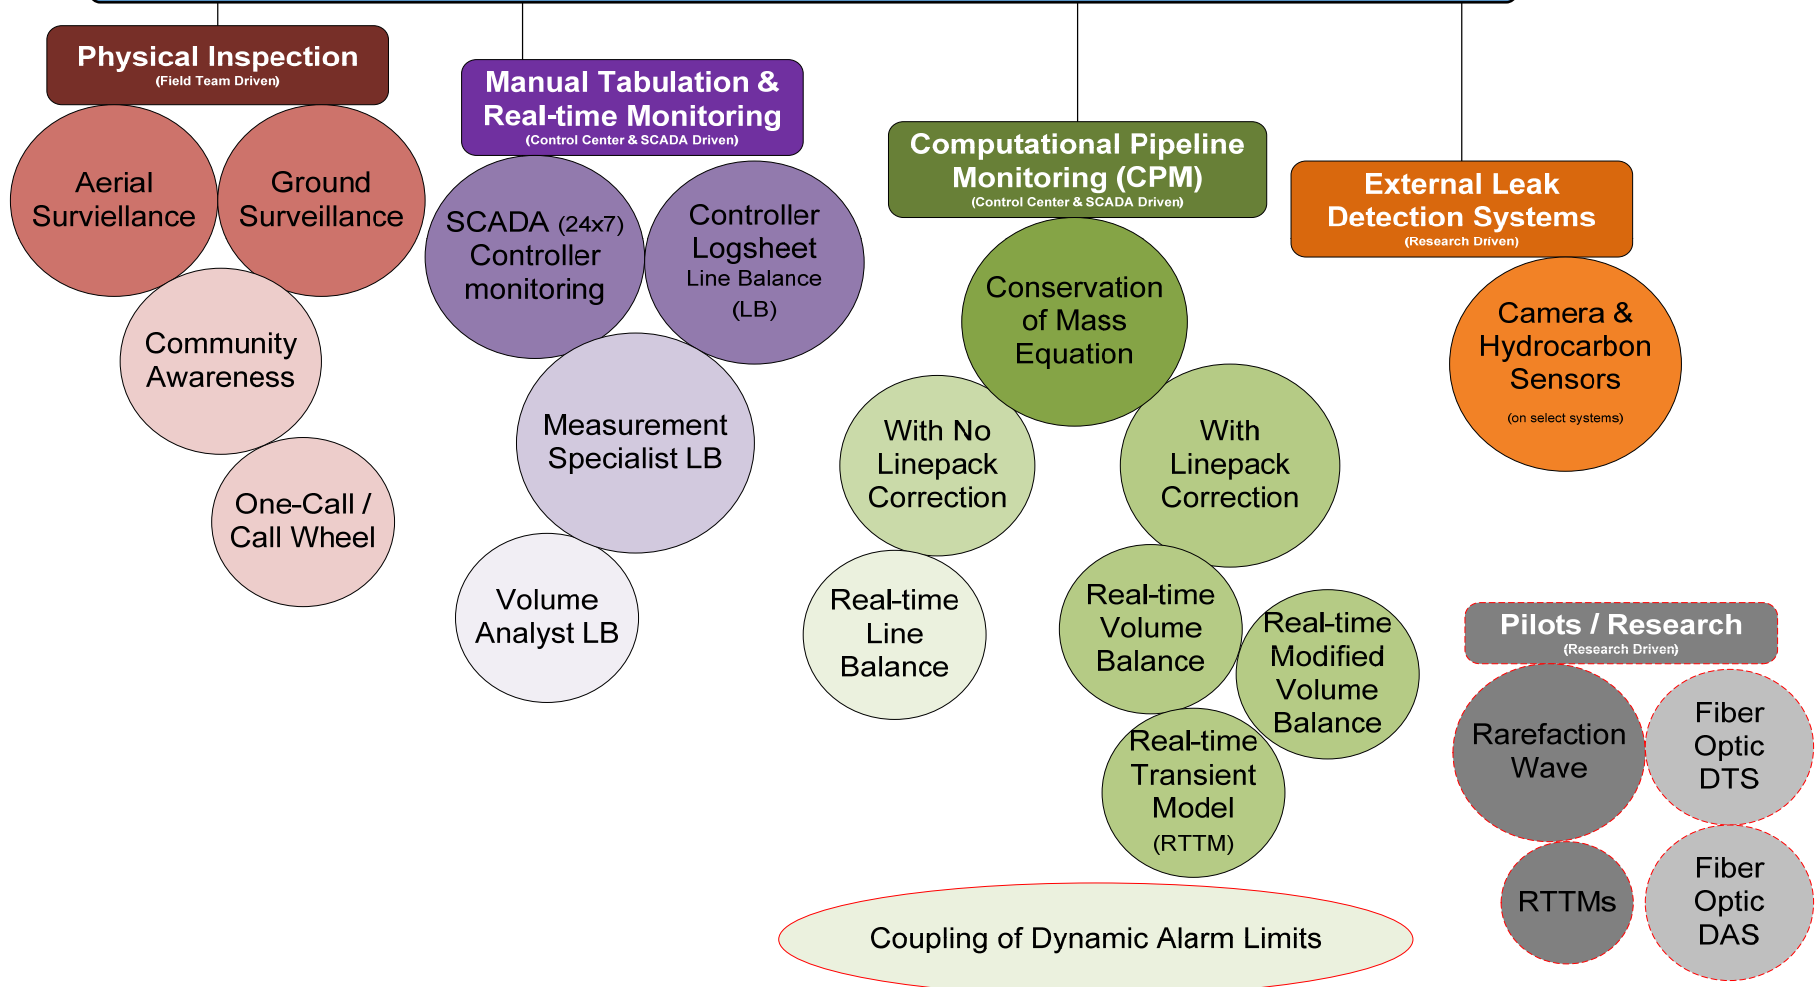 Physical Inspection
(Field Team Driven)
Aerial
Surviellance
Ground
Surveillance
Community
Awareness
One-Call /
Call Wheel
Manual Tabulation &
Real-time Monitoring
(Control Center & SCADA Driven)
SCADA (24x7)
Controller
monitoring
Controller
Logsheet
Line Balance
(LB)
Measurement
Specialist LB
Volume
Analyst LB
Computational Pipeline
Monitoring (CPM)
(Control Center & SCADA Driven)
Conservation
of Mass
Equation
With No
Linepack
Correction
With
Linepack
Correction
Real-time
Line
Balance
Real-time
Volume
Balance
Real-time
Modified
Volume
Balance
Real-time
Transient
Model
(RTTM)
Coupling of Dynamic Alarm Limits
External Leak
Detection Systems
(Research Driven)
Camera &
Hydrocarbon
Sensors
(on select systems)
Pilots / Research
(Research Driven)
Rarefaction
Wave
Fiber
Optic
DTS
RTTMs
Fiber
Optic
DAS